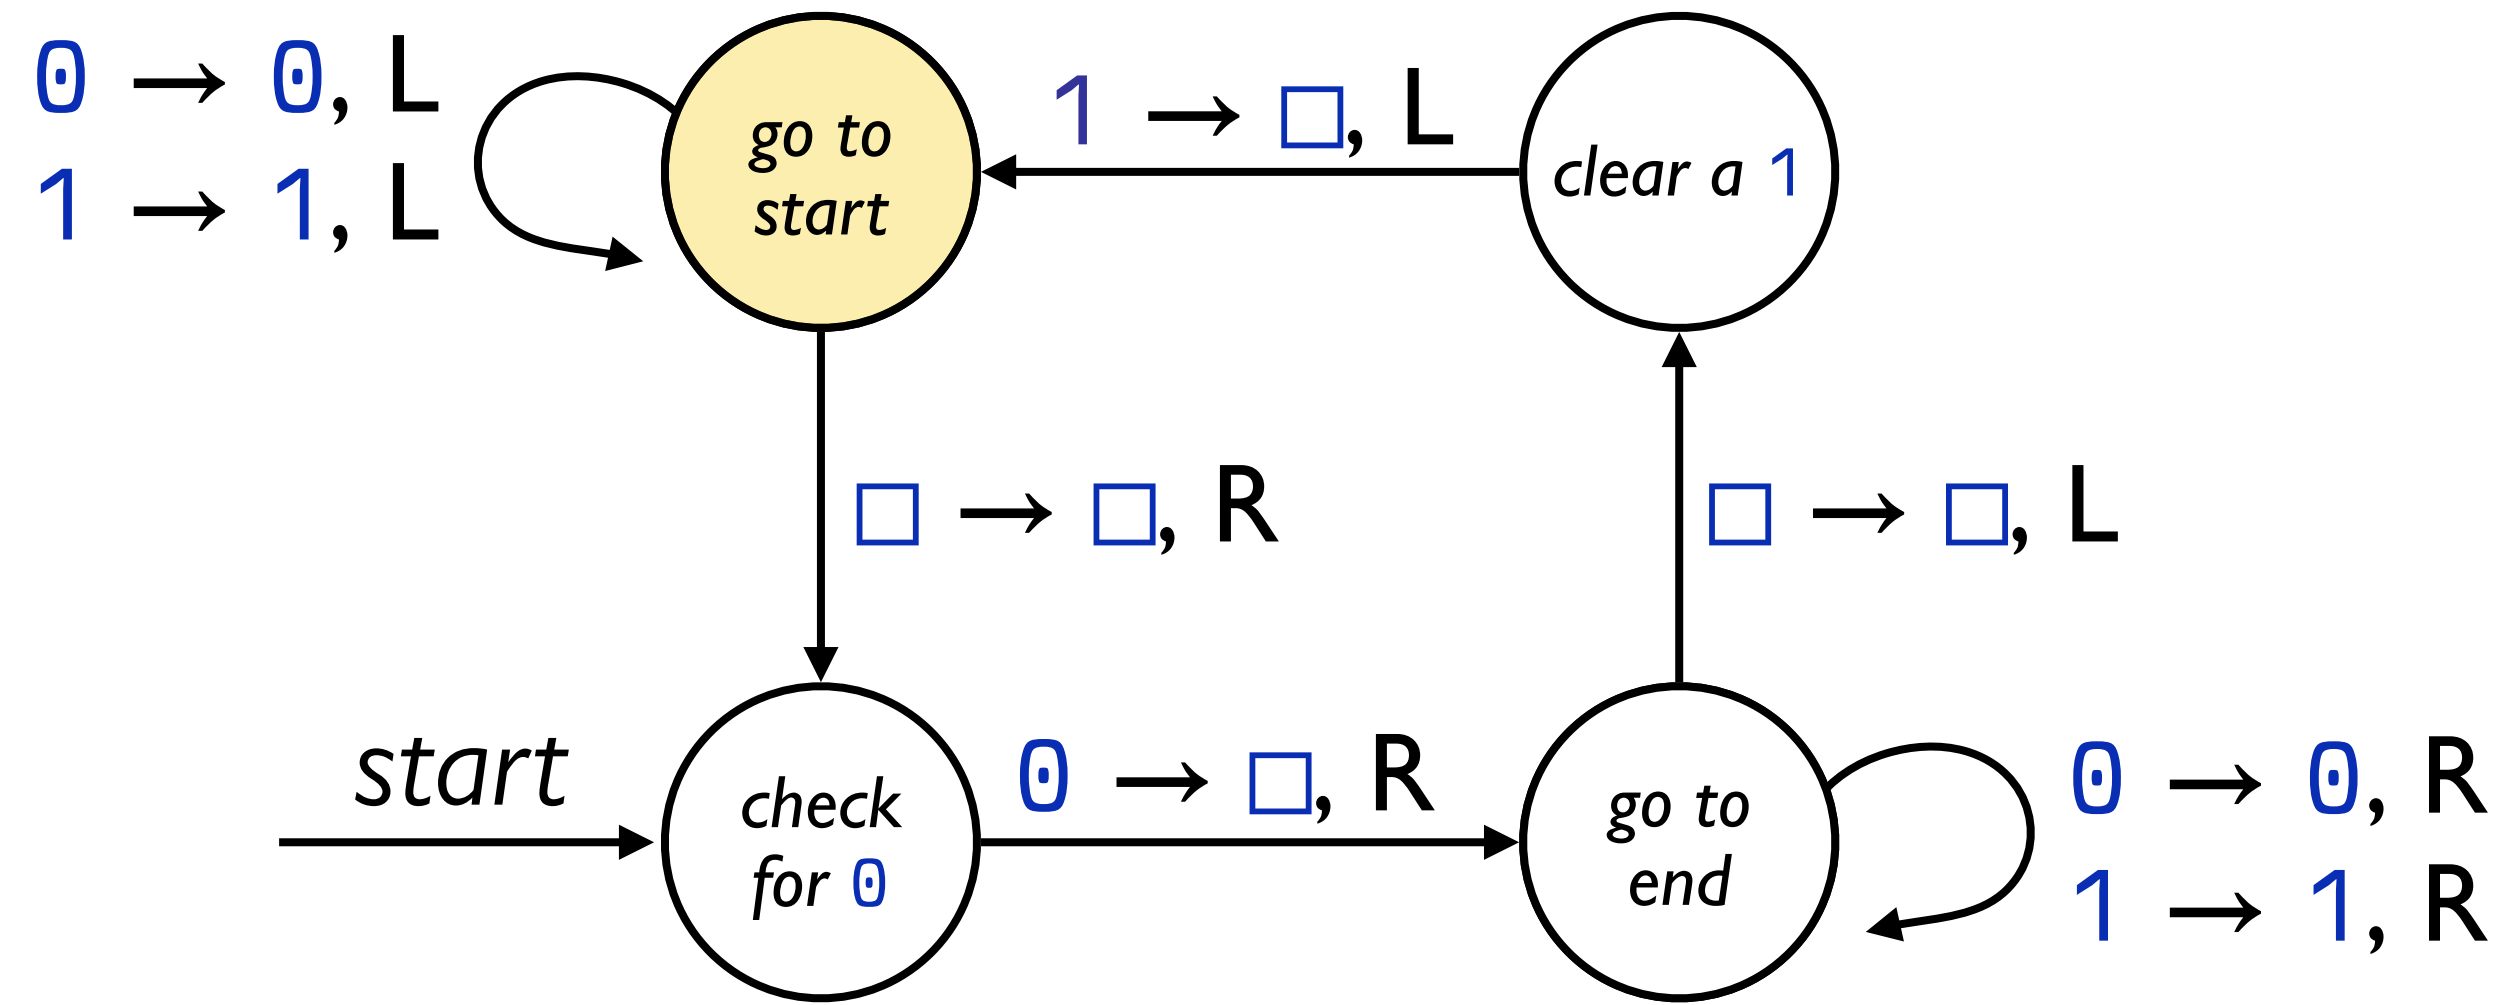 0 → 0, L
1 → 1, L
go to
start
1 → □, L
clear a 1
□ → □, R
□ → □, L
start
check
for 0
0 → □, R
go to
end
0 → 0, R
1 → 1, R